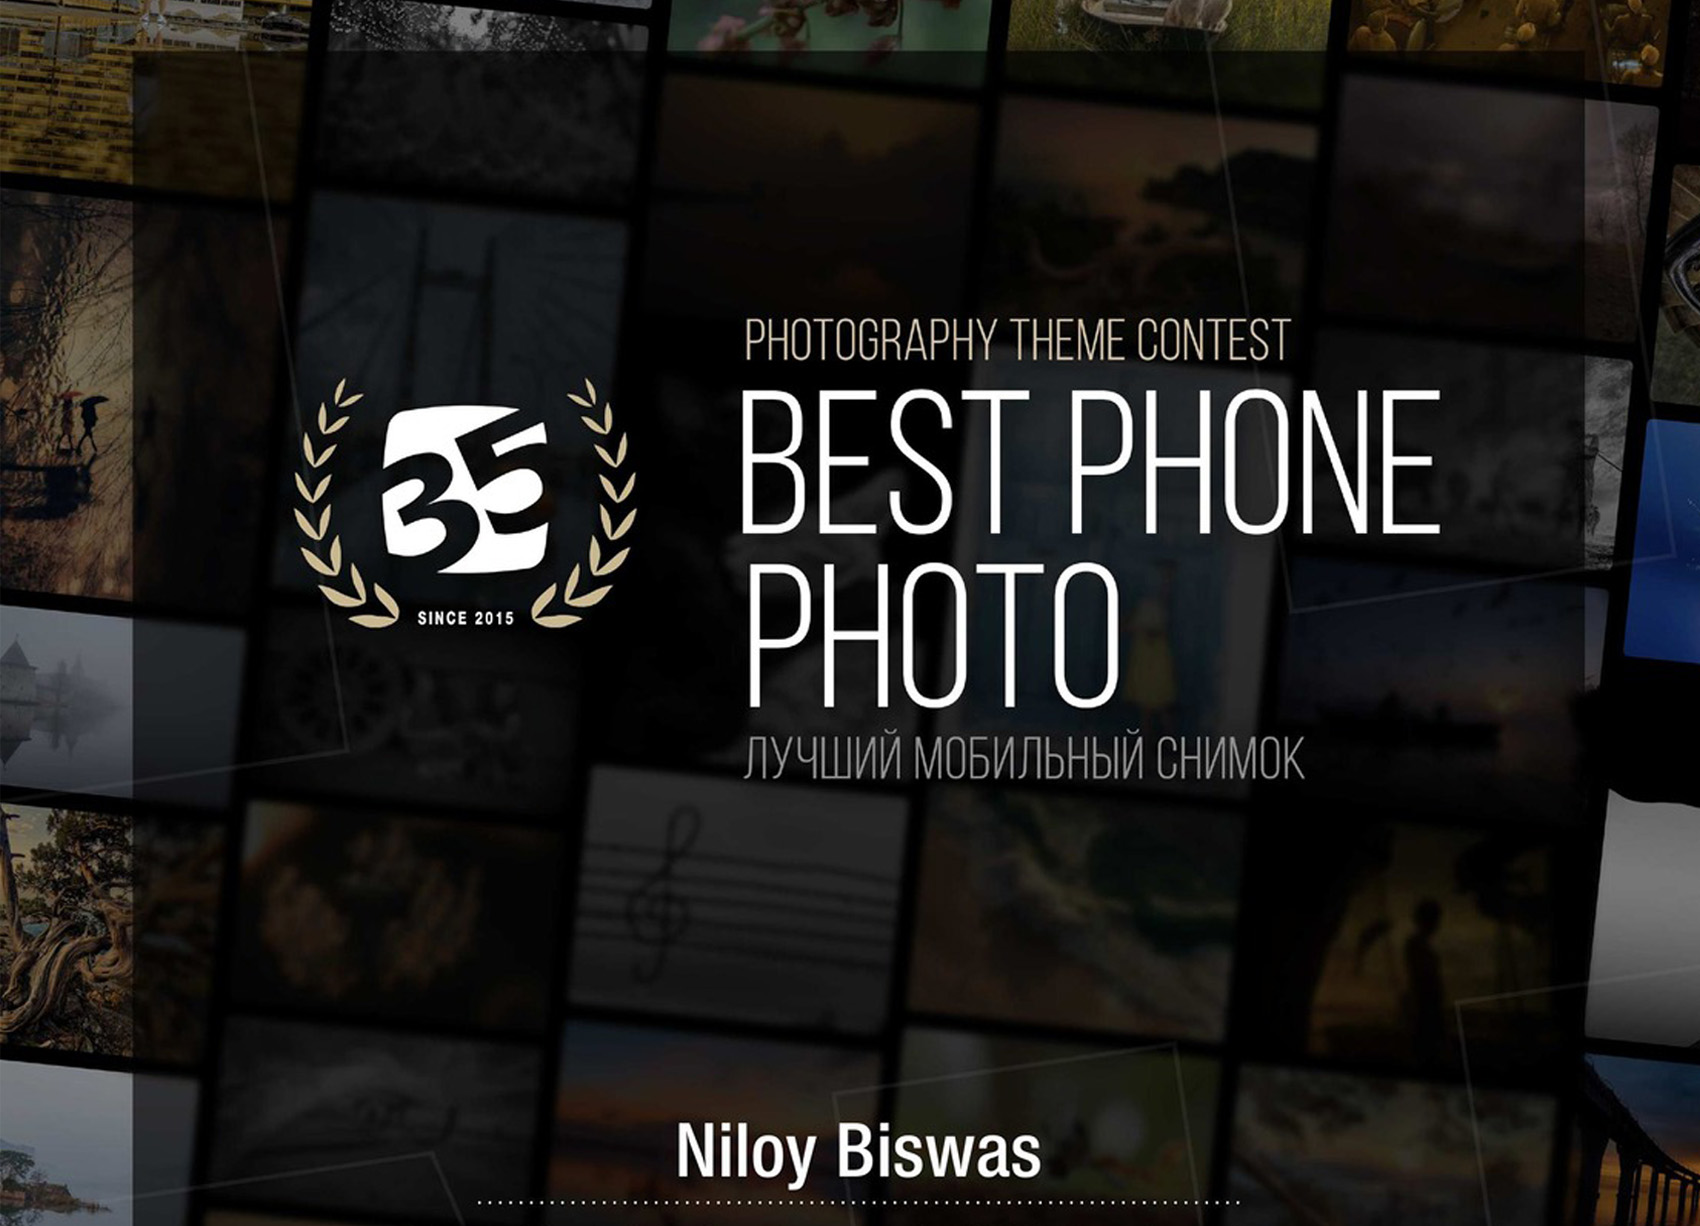 PHOTOGRAPHY THEME CONTEST
BEST PHONE
PHOTO
ЛУЧШИЙ МОБИЛЬНЫЙ СНИМОК
35
SINCE 2015
Niloy Biswas